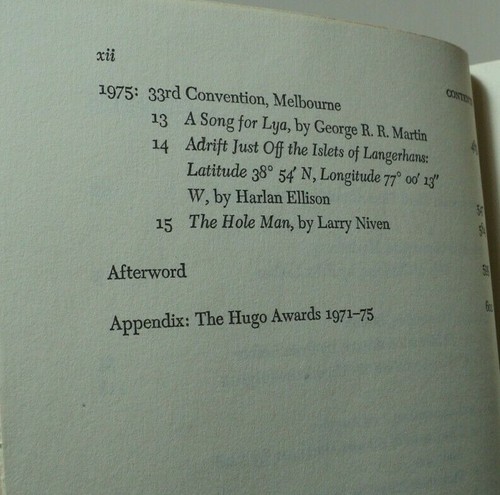 xii
1975: 33rd Convention, Melbourne
13 A Song for Lya, by George R. R. Martin
14 Adrift Just Off the Islets of Langerhans:
Latitude 38° 54′ N, Longitude 77° 00′ 13″
W, by Harlan Ellison
15 The Hole Man, by Larry Niven
Afterword
Appendix: The Hugo Awards 1971–75